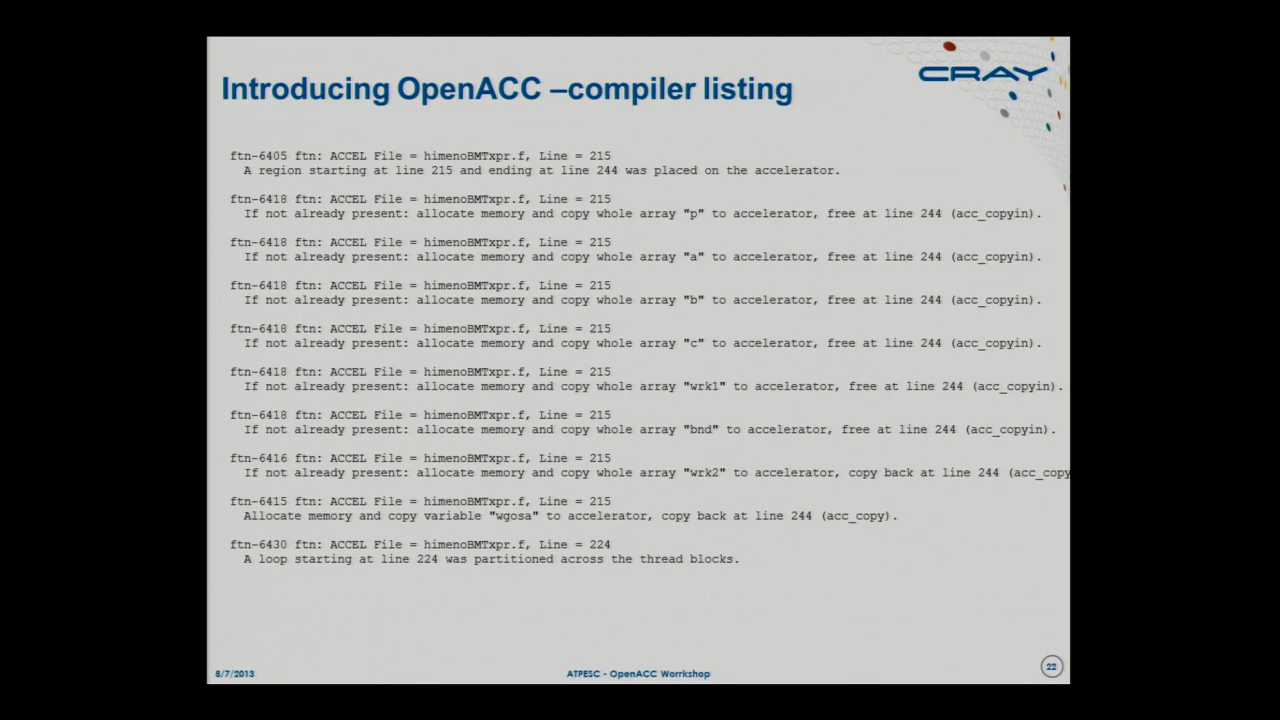 Introducing OpenACC –compiler listing
CRAY
ftn-6405 ftn: ACCEL File = himenoBMTxpr.f, Line = 215
A region starting at line 215 and ending at line 244 was placed on the accelerator.
ftn-6418 ftn: ACCEL File = himenoBMTxpr.f, Line = 215
If not already present: allocate memory and copy whole array "p" to accelerator, free at line 244 (acc_copyin).
ftn-6418 ftn: ACCEL File = himenoBMTxpr.f, Line = 215
If not already present: allocate memory and copy whole array "a" to accelerator, free at line 244 (acc_copyin).
ftn-6418 ftn: ACCEL File = himenoBMTxpr.f, Line = 215
If not already present: allocate memory and copy whole array "b" to accelerator, free at line 244 (acc_copyin).
ftn-6418 ftn: ACCEL File = himenoBMTxpr.f, Line = 215
If not already present: allocate memory and copy whole array "c" to accelerator, free at line 244 (acc_copyin).
ftn-6418 ftn: ACCEL File = himenoBMTxpr.f, Line = 215
If not already present: allocate memory and copy whole array "wrk1" to accelerator, free at line 244 (acc_copyin).
ftn-6418 ftn: ACCEL File = himenoBMTxpr.f, Line = 215
If not already present: allocate memory and copy whole array "bnd" to accelerator, free at line 244 (acc_copyin).
ftn-6416 ftn: ACCEL File = himenoBMTxpr.f, Line = 215
If not already present: allocate memory and copy whole array "wrk2" to accelerator, copy back at line 244 (acc_copy
ftn-6415 ftn: ACCEL File = himenoBMTxpr.f, Line = 215
Allocate memory and copy variable "wgosa" to accelerator, copy back at line 244 (acc_copy).
ftn-6430 ftn: ACCEL File = himenoBMTxpr.f, Line = 224
A loop starting at line 224 was partitioned across the thread blocks.
8/7/2013
ATPESC - OpenACC Worrkshop
22